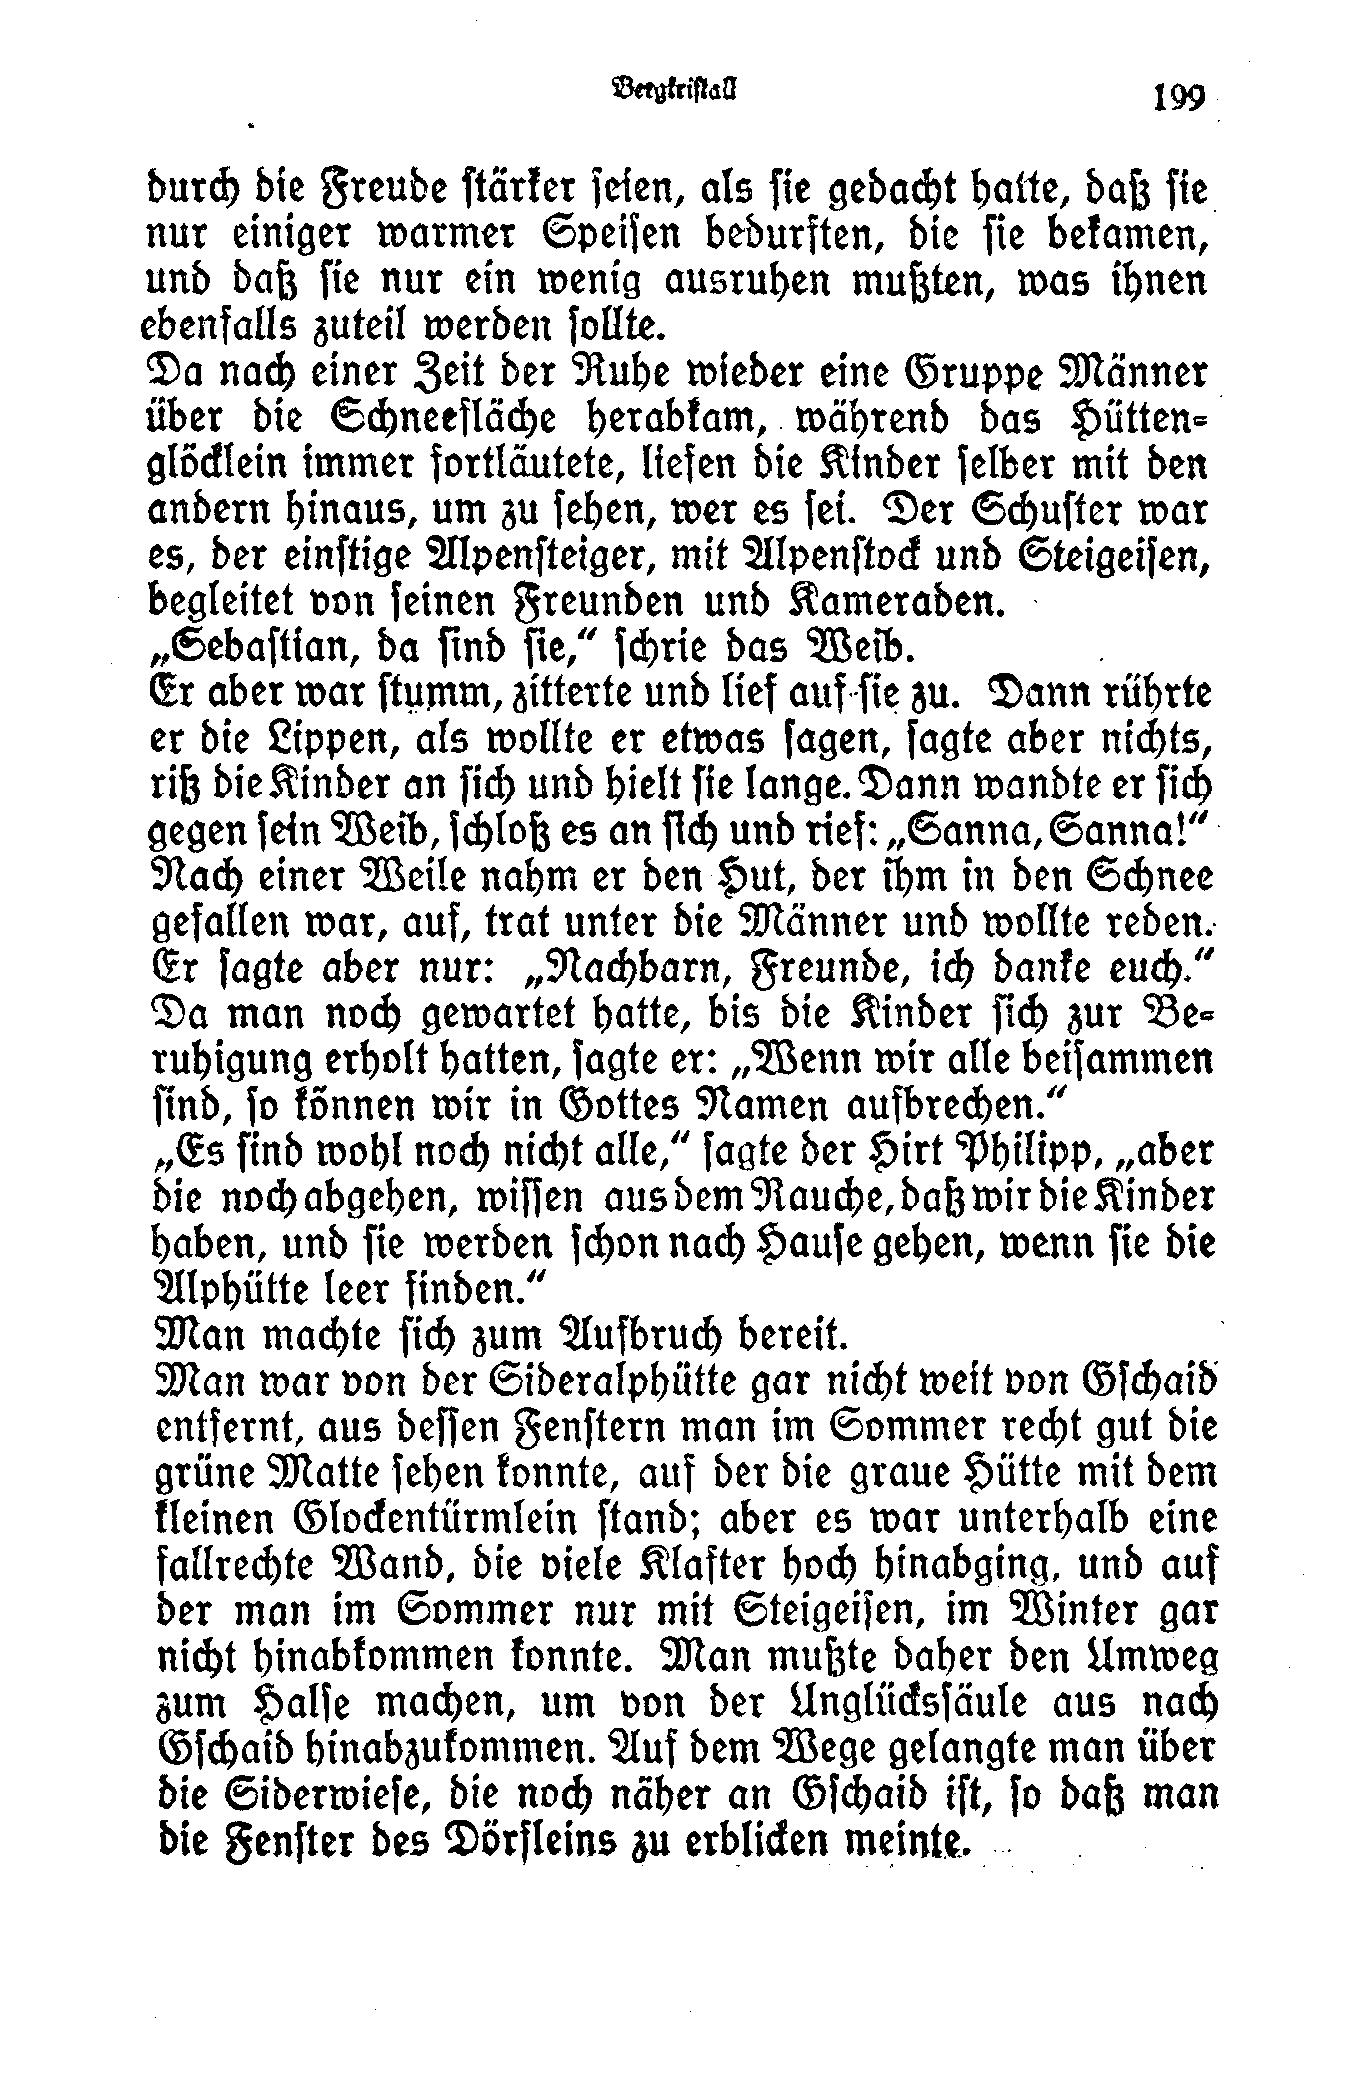 Bergkristall 199
durch die Freude stärker seien, als sie gedacht hatte, daß sie
nur einiger warmer Speisen bedurften, die sie bekamen,
und daß sie nur ein wenig ausruhen mußten, was ihnen
ebenfalls zuteil werden sollte.
Da nach einer Zeit der Ruhe wieder eine Gruppe Männer
über die Schneefläche herabkam, während das Hütten-
glöcklein immer fortläutete, liefen die Kinder selber mit den
andern hinaus, um zu sehen, wer es sei. Der Schuster war
es, der einstige Alpensteiger, mit Alpenstock und Steigeisen,
begleitet von seinen Freunden und Kameraden.
„Sebastian, da sind sie,“ schrie das Weib.
Er aber war stumm, zitterte und lief auf sie zu. Dann rührte
er die Lippen, als wollte er etwas sagen, sagte aber nichts,
riß die Kinder an sich und hielt sie lange. Dann wandte er sich
gegen sein Weib, schloß es an sich und rief: „Sanna, Sanna!“
Nach einer Weile nahm er den Hut, der ihm in den Schnee
gefallen war, auf, trat unter die Männer und wollte reden.
Er sagte aber nur: „Nachbarn, Freunde, ich danke euch.“
Da man noch gewartet hatte, bis die Kinder sich zur Be-
ruhigung erholt hatten, sagte er: „Wenn wir alle beisammen
sind, so können wir in Gottes Namen aufbrechen.“
„Es sind wohl noch nicht alle,“ sagte der Hirt Philipp, „aber
die noch abgehen, wissen aus dem Rauche, daß wir die Kinder
haben, und sie werden schon nach Hause gehen, wenn sie die
Alphütte leer finden.“
Man machte sich zum Aufbruch bereit.
Man war von der Sideralphütte gar nicht weit von Gschaid
entfernt, aus dessen Fenstern man im Sommer recht gut die
grüne Matte sehen konnte, auf der die graue Hütte mit dem
kleinen Glockentürmlein stand; aber es war unterhalb eine
fallrechte Wand, die viele Klafter hoch hinabging, und auf
der man im Sommer nur mit Steigeisen, im Winter gar
nicht hinabkommen konnte. Man mußte daher den Umweg
zum Halse machen, um von der Unglückssäule aus nach
Gschaid hinabzukommen. Auf dem Wege gelangte man über
die Siderwiese, die noch näher an Gschaid ist, so daß man
die Fenster des Dörfleins zu erblicken meinte.